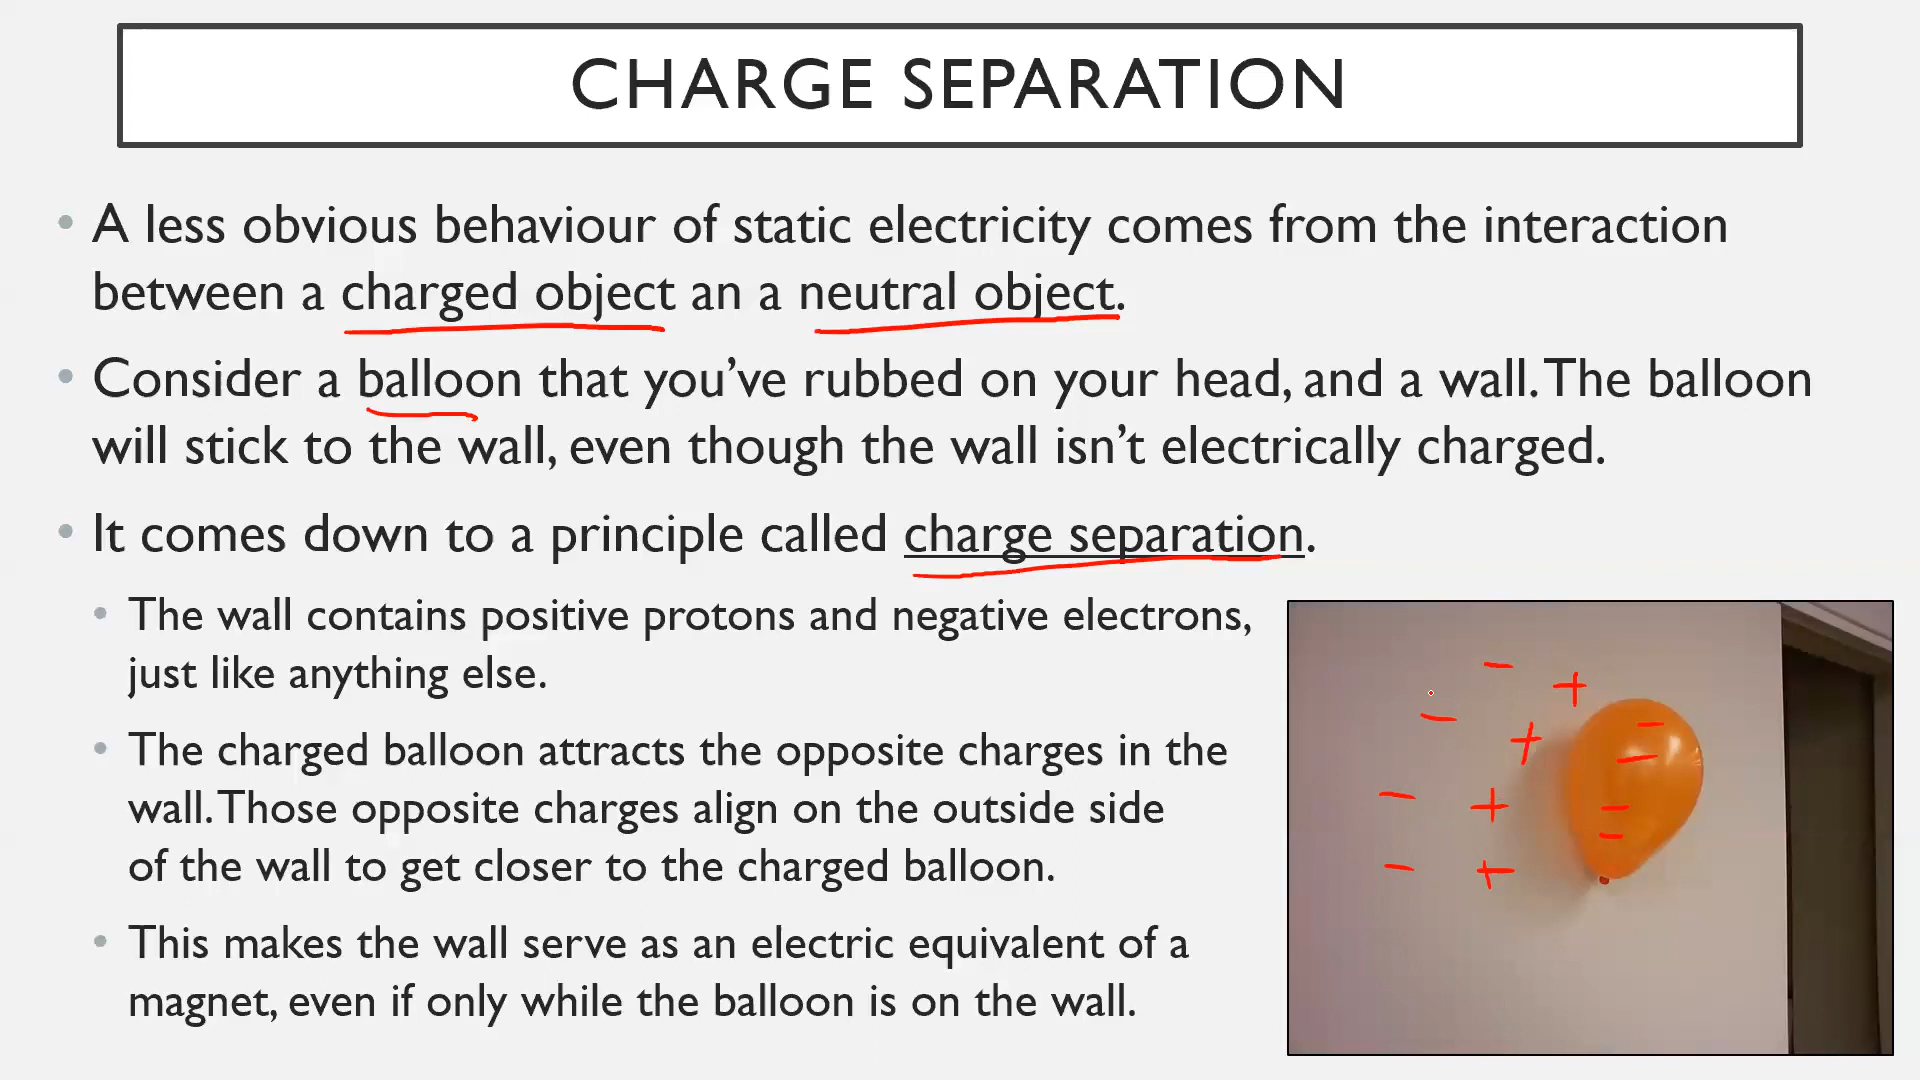 CHARGE SEPARATION
• A less obvious behaviour of static electricity comes from the interaction
between a charged object an a neutral object.
• Consider a balloon that you’ve rubbed on your head, and a wall. The balloon
will stick to the wall, even though the wall isn’t electrically charged.
• It comes down to a principle called charge separation.
• The wall contains positive protons and negative electrons,
just like anything else.
• The charged balloon attracts the opposite charges in the
wall. Those opposite charges align on the outside side
of the wall to get closer to the charged balloon.
• This makes the wall serve as an electric equivalent of a
magnet, even if only while the balloon is on the wall.
− +
− + −
−
− + −
−
− +